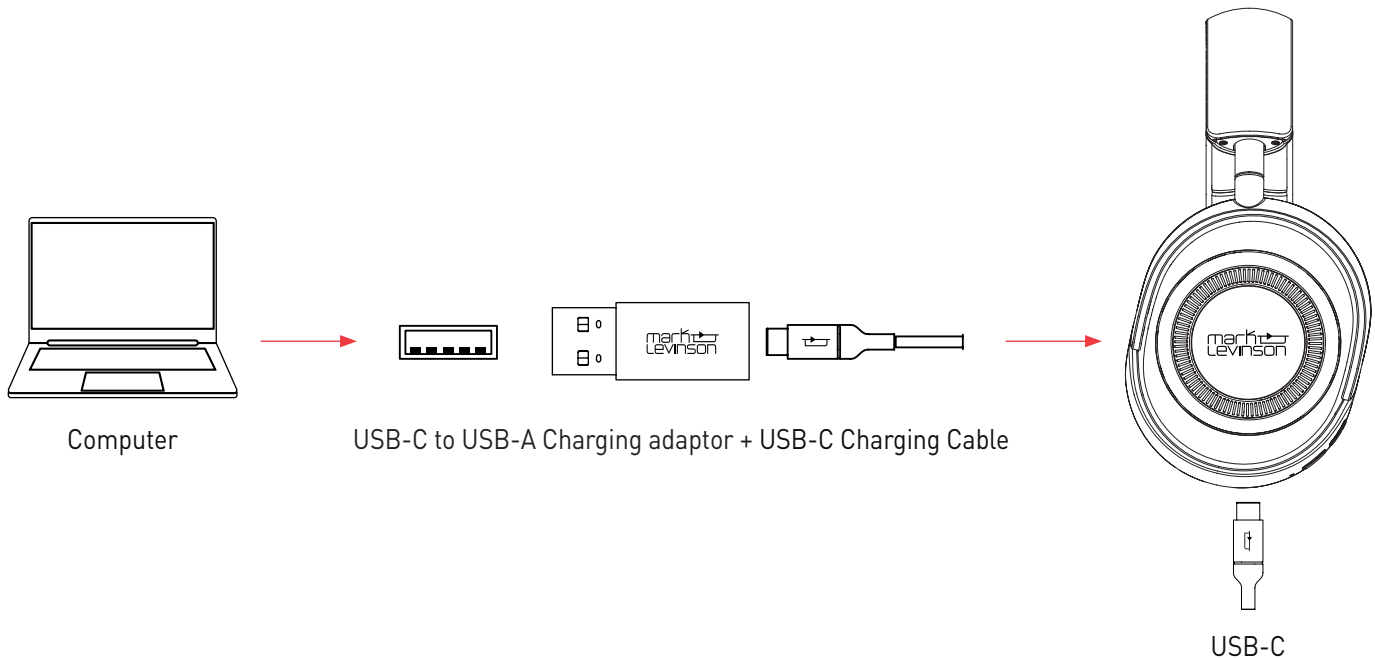 mark
Levinson
mark
Levinson
Computer
USB-C to USB-A Charging adaptor + USB-C Charging Cable
USB-C